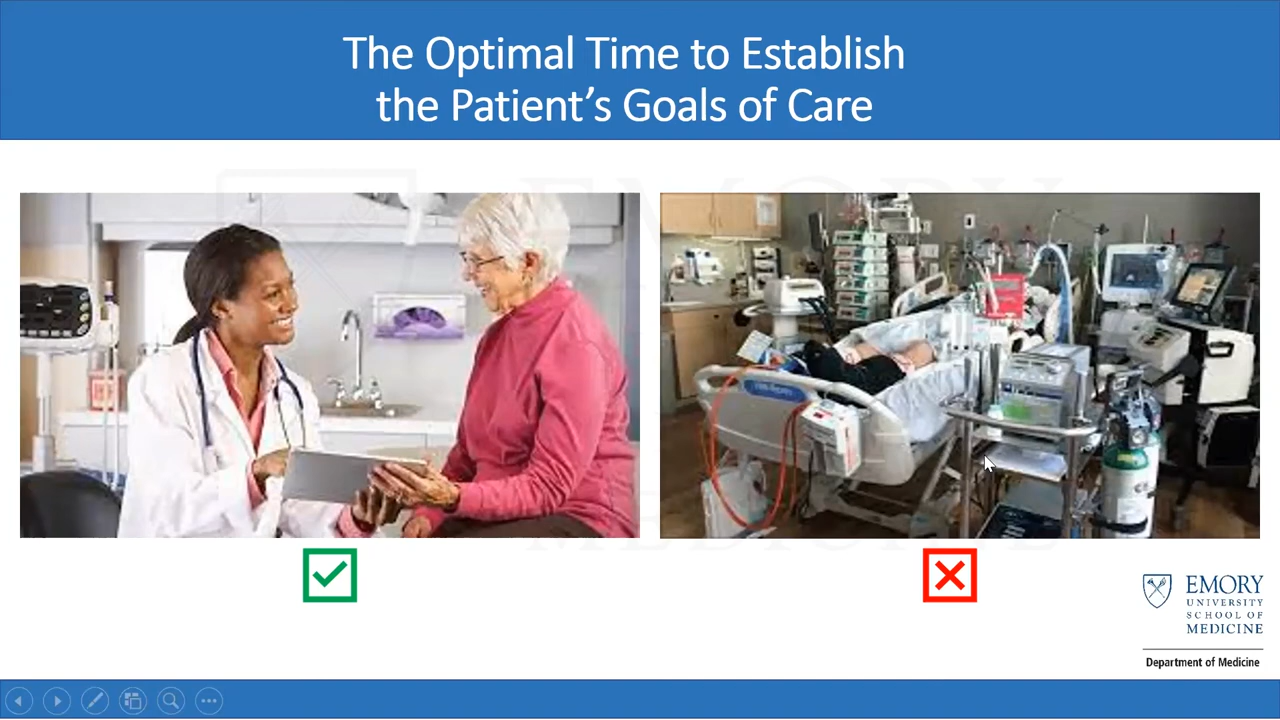 The Optimal Time to Establish
the Patient's Goals of Care
EMORY
UNIVERSITY
SCHOOL OF
MEDICINE
Department of Medicine